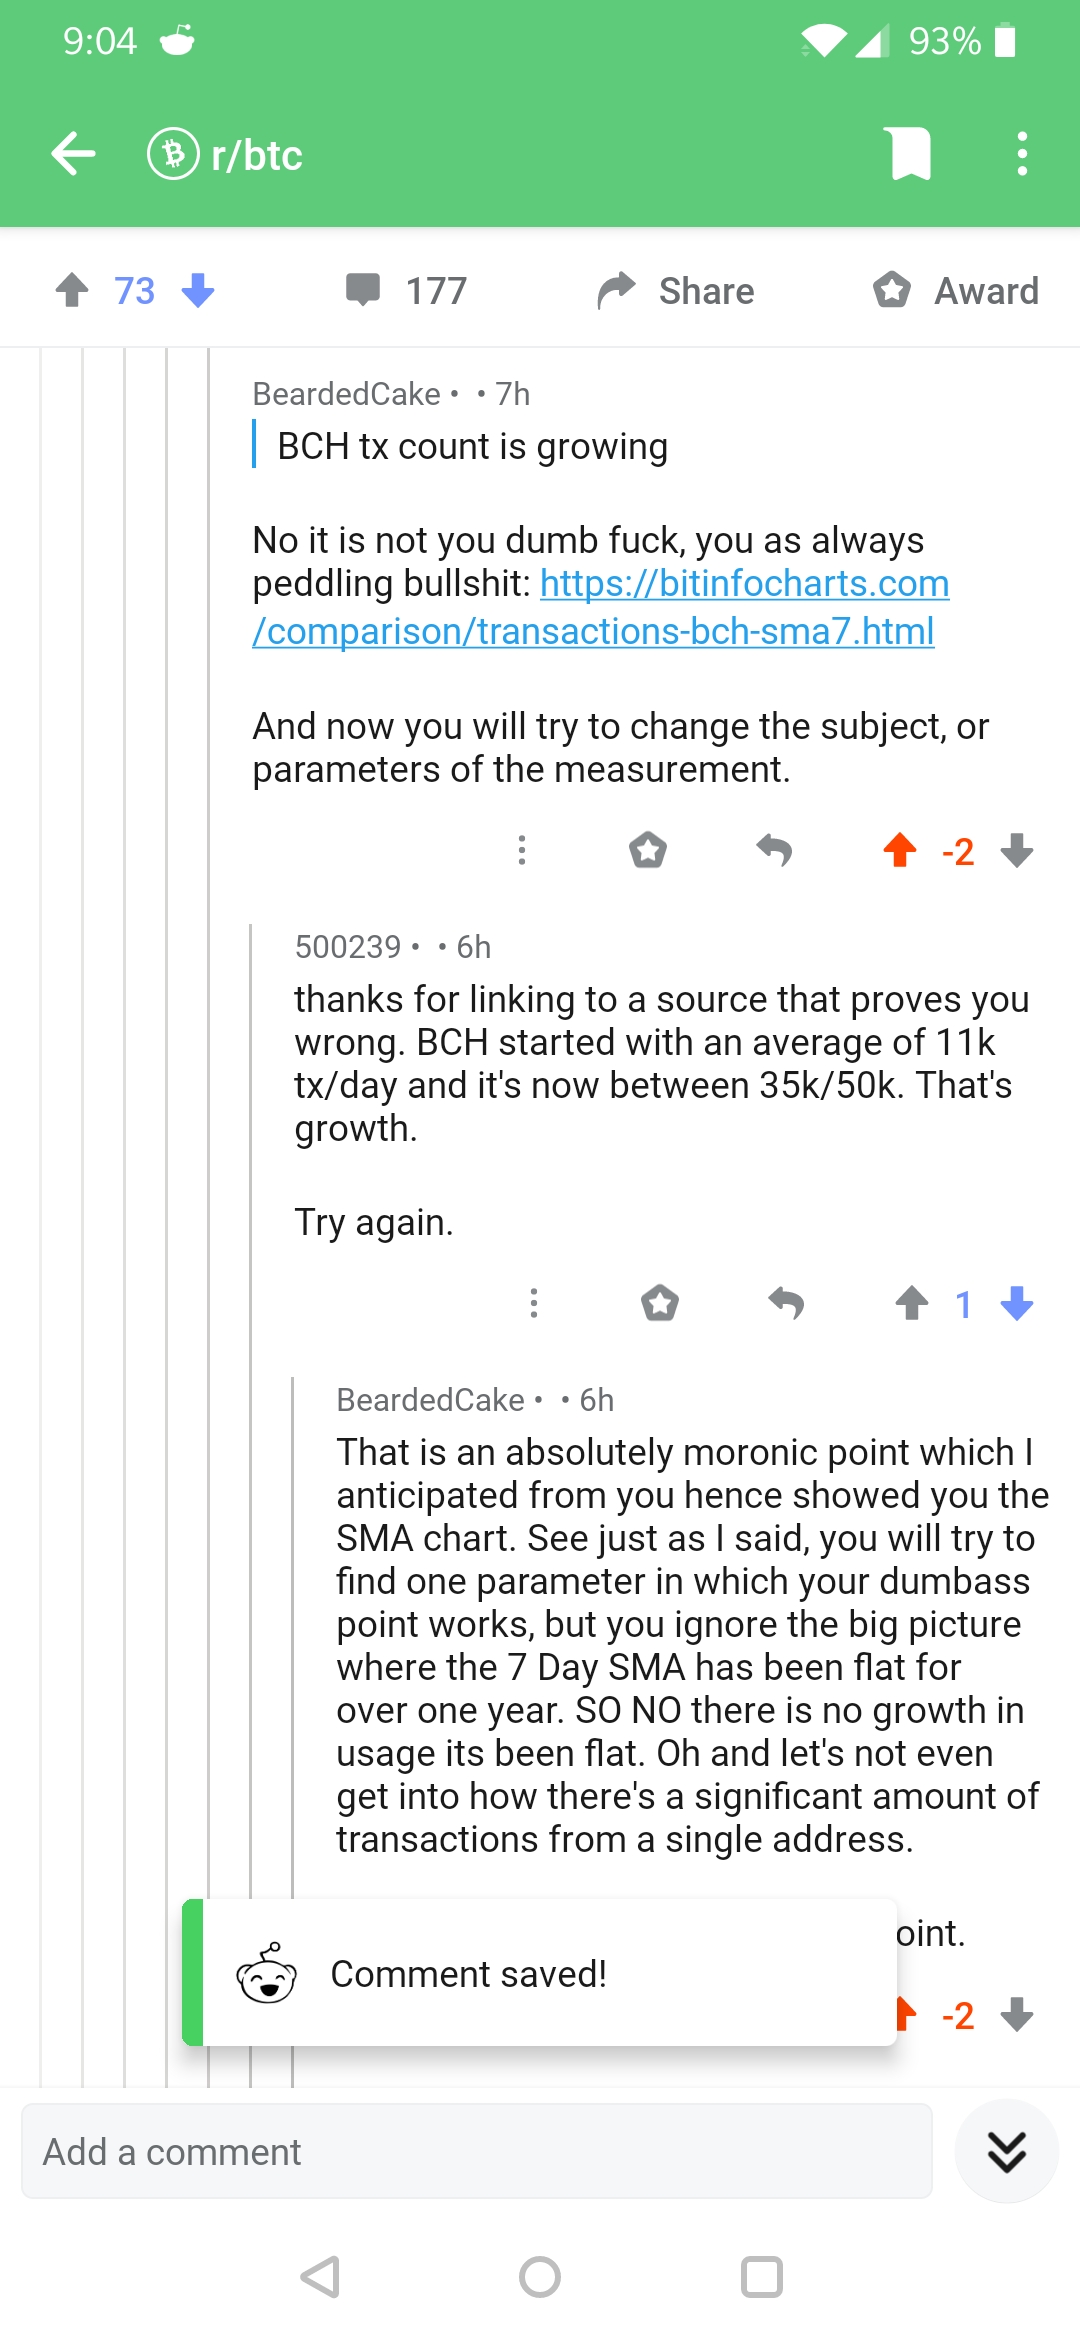 9:04
93%
r/btc
73
177
Share
Award
BeardedCake • • 7h
BCH tx count is growing
No it is not you dumb fuck, you as always
peddling bullshit: https://bitinfocharts.com
/comparison/transactions-bch-sma7.html
And now you will try to change the subject, or
parameters of the measurement.
-2
500239 • • 6h
thanks for linking to a source that proves you
wrong. BCH started with an average of 11k
tx/day and it's now between 35k/50k. That's
growth.
Try again.
1
BeardedCake • • 6h
That is an absolutely moronic point which I
anticipated from you hence showed you the
SMA chart. See just as I said, you will try to
find one parameter in which your dumbass
point works, but you ignore the big picture
where the 7 Day SMA has been flat for
over one year. SO NO there is no growth in
usage its been flat. Oh and let's not even
get into how there's a significant amount of
transactions from a single address.
oint.
Comment saved!
-2
Add a comment